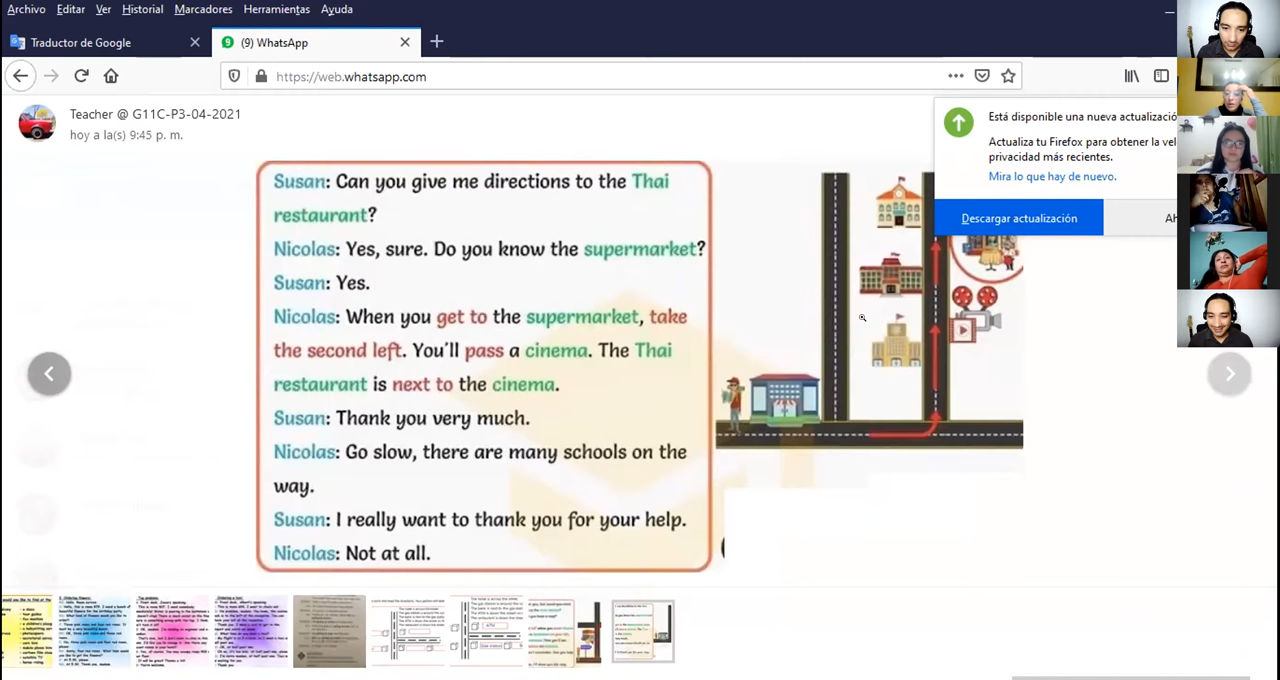 Archivo Editar Ver Historial Marcadores Herramientas Ayuda
Traductor de Google
(9) WhatsApp
https://web.whatsapp.com
Teacher @ G11C-P3-04-2021
hoy a la(s) 9:45 p. m.
Está disponible una nueva actualizació
Actualiza tu Firefox para obtener la vel
privacidad más recientes.
Mira lo que hay de nuevo.
Descargar actualización
Ah
Susan: Can you give me directions to the Thai
restaurant?
Nicolas: Yes, sure. Do you know the supermarket?
Susan: Yes.
Nicolas: When you get to the supermarket, take
the second left. You'll pass a cinema. The Thai
restaurant is next to the cinema.
Susan: Thank you very much.
Nicolas: Go slow, there are many schools on the
way.
Susan: I really want to thank you for your help.
Nicolas: Not at all.